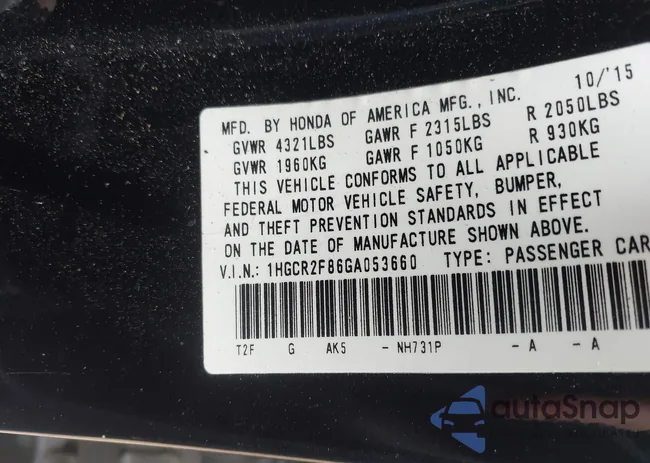 MFD. BY HONDA OF AMERICA MFG., INC. 10/'15
GVWR 4321LBS GAWR F 2315LBS R 2050LBS
GVWR 1960KG GAWR F 1050KG R 930KG
THIS VEHICLE CONFORMS TO ALL APPLICABLE
FEDERAL MOTOR VEHICLE SAFETY, BUMPER,
AND THEFT PREVENTION STANDARDS IN EFFECT
ON THE DATE OF MANUFACTURE SHOWN ABOVE.
V.I.N.: 1HGCR2F86GA053660 TYPE: PASSENGER CAR
T2F G AK5 - NH731P - A - A
autoSnap